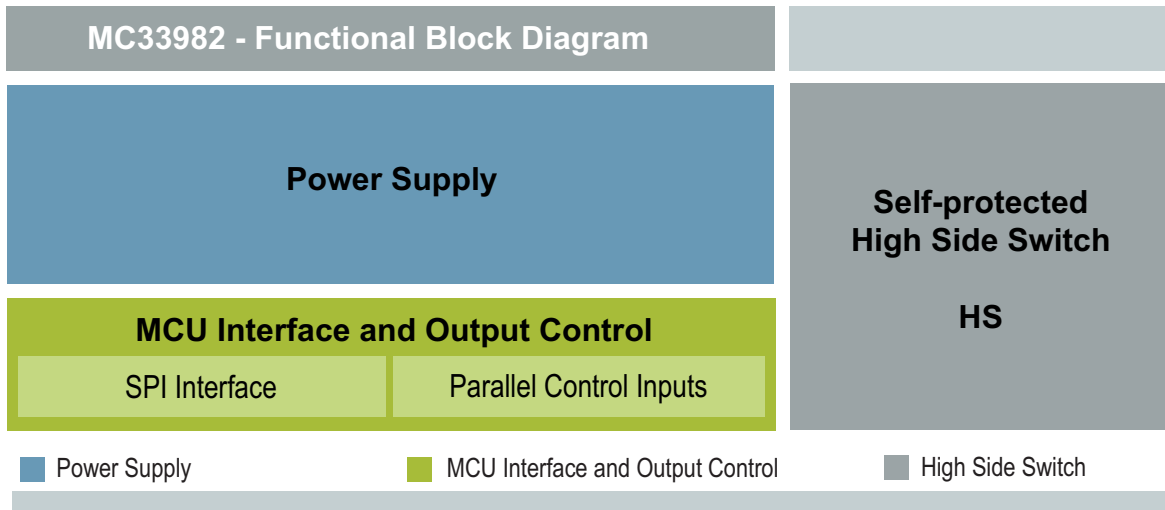 MC33982 - Functional Block Diagram
Power Supply
Self-protected
High Side Switch
HS
MCU Interface and Output Control
SPI Interface
Parallel Control Inputs
Power Supply
MCU Interface and Output Control
High Side Switch